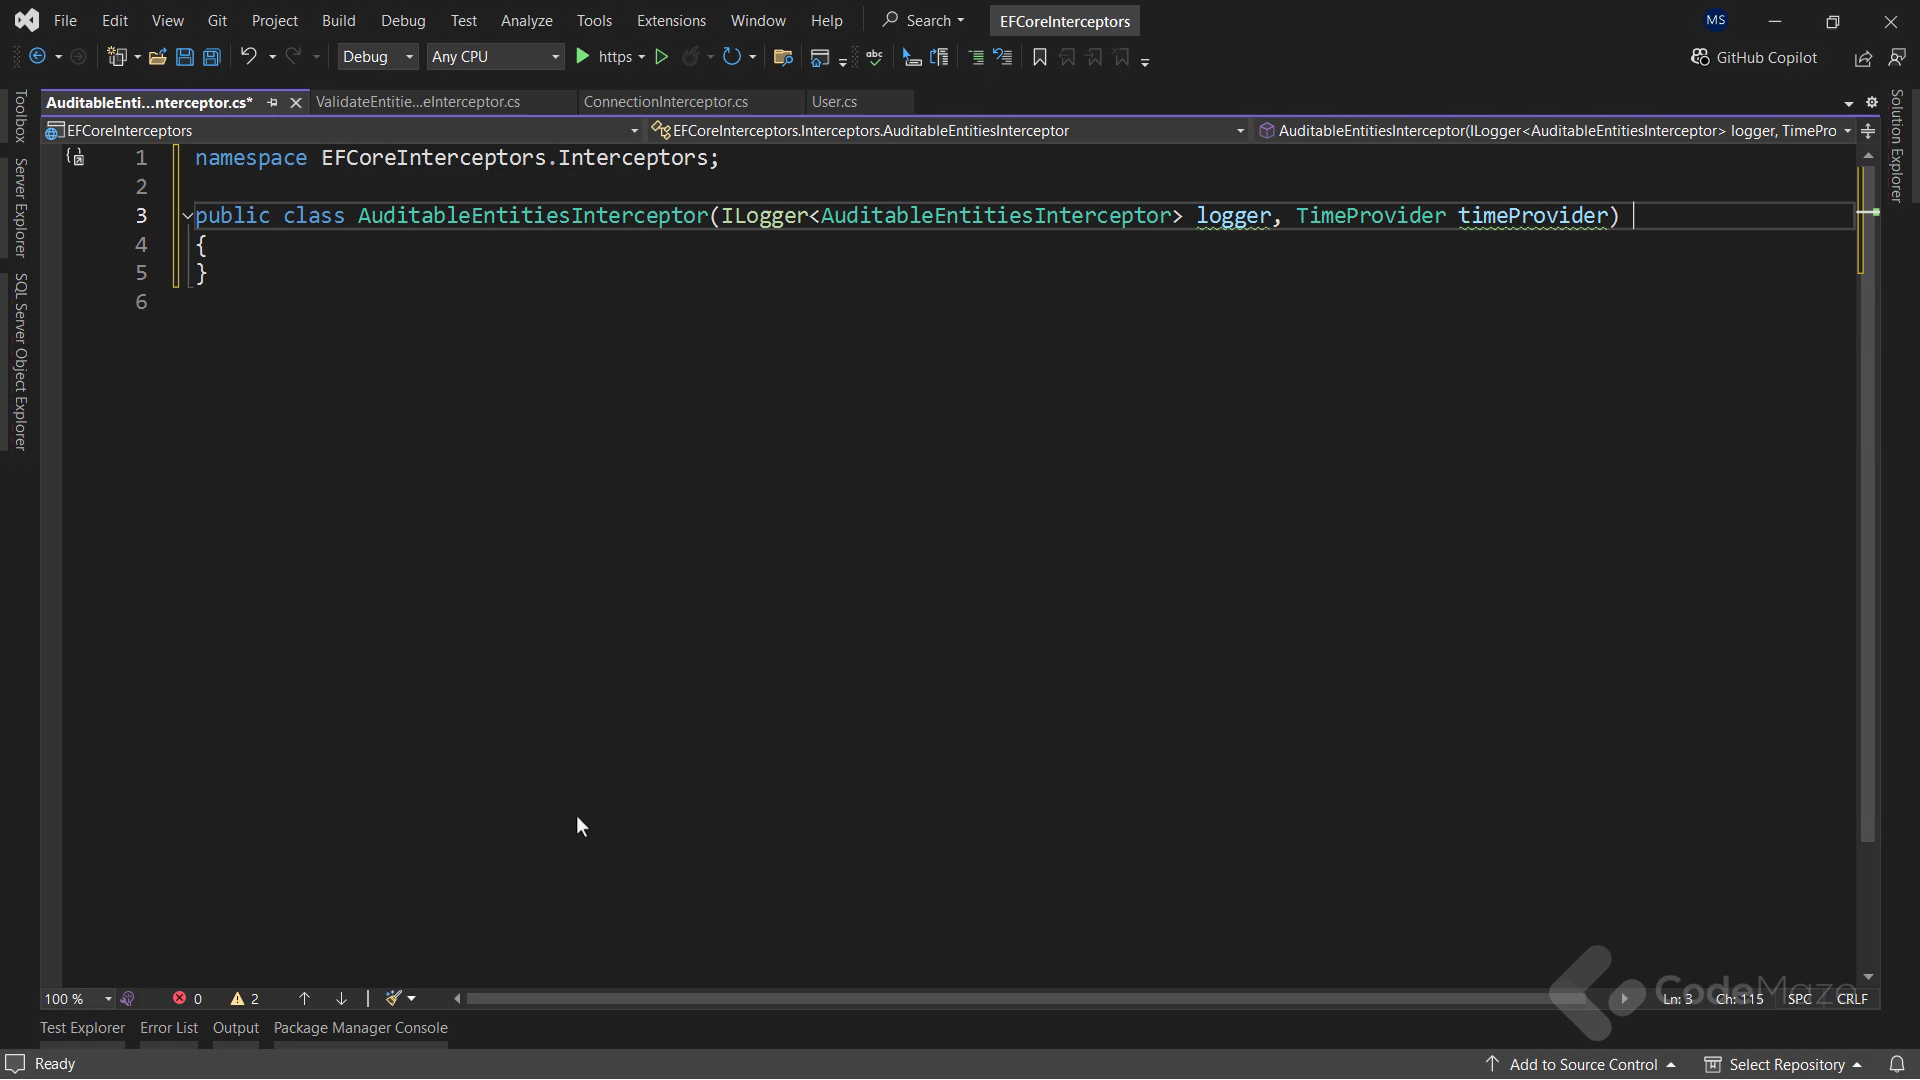 File Edit View Git Project Build Debug Test Analyze Tools Extensions Window Help Search EFCoreInterceptors MS
Debug Any CPU https abc GitHub Copilot
AuditableEnti...nterceptor.cs* ValidateEntitie...eInterceptor.cs ConnectionInterceptor.cs User.cs
EFCoreInterceptors EFCoreInterceptors.Interceptors.AuditableEntitiesInterceptor AuditableEntitiesInterceptor(ILogger<AuditableEntitiesInterceptor> logger, TimePro
Toolbox
Server Explorer
SQL Server Object Explorer
Solution Explorer
1 namespace EFCoreInterceptors.Interceptors;
2
3 public class AuditableEntitiesInterceptor(ILogger<AuditableEntitiesInterceptor> logger, TimeProvider timeProvider)
4 {
5 }
6
CodeMaze
100 % 0 2 Ln: 3 Ch: 115 SPC CRLF
Test Explorer Error List Output Package Manager Console
Ready Add to Source Control Select Repository